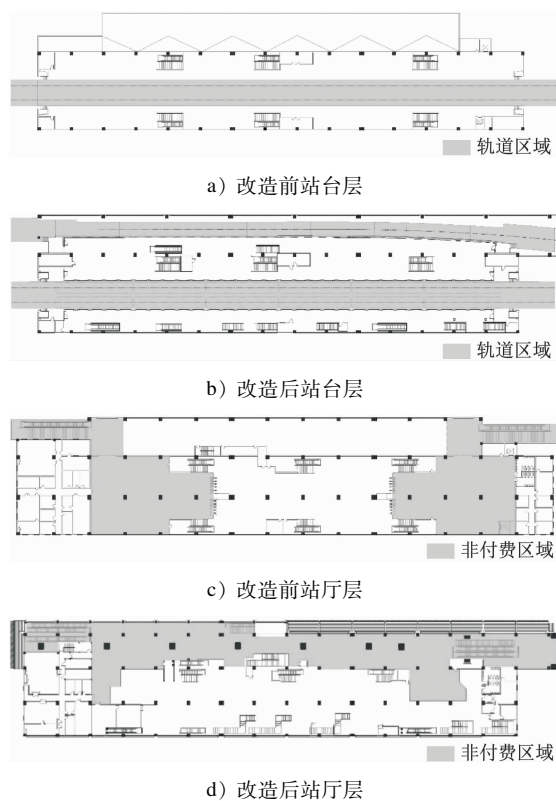 轨道区域
a）改造前站台层
轨道区域
b）改造后站台层
非付费区域
c）改造前站厅层
非付费区域
d）改造后站厅层